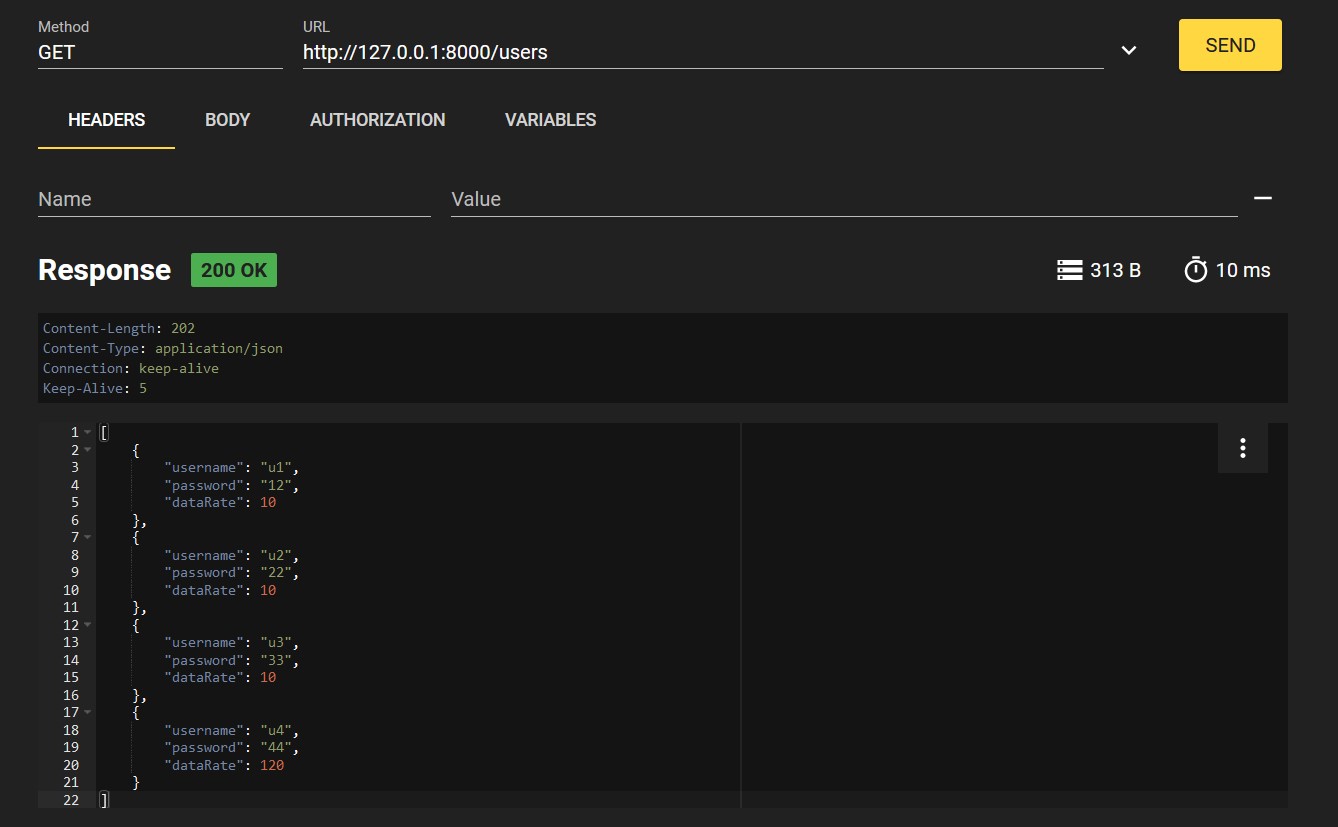 Method
GET
URL
http://127.0.0.1:8000/users
SEND
HEADERS
BODY
AUTHORIZATION
VARIABLES
Name
Value
Response
200 OK
313 B
10 ms
Content-Length: 202
Content-Type: application/json
Connection: keep-alive
Keep-Alive: 5
1 [
2 {
3 "username": "u1",
4 "password": "12",
5 "dataRate": 10
6 },
7 {
8 "username": "u2",
9 "password": "22",
10 "dataRate": 10
11 },
12 {
13 "username": "u3",
14 "password": "33",
15 "dataRate": 10
16 },
17 {
18 "username": "u4",
19 "password": "44",
20 "dataRate": 120
21 }
22 ]